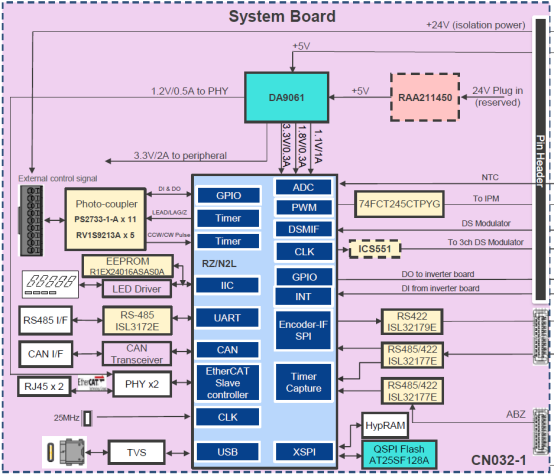 System Board
+24V (isolation power)
+5V
1.2V/0.5A to PHY
DA9061
+5V
RAA211450
24V Plug in
(reserved)
3.3V/0.3A
1.8V/0.3A
1.1V/1A
3.3V/2A to peripheral
Pin Header
External control signal
Photo-coupler
PS2733-1-A x 11
RV1S9213A x 5
DI & DO
LEAD/LAG/Z
CCW/CW Pulse
GPIO
Timer
Timer
RZ/N2L
ADC
PWM
DSMIF
CLK
GPIO
INT
NTC
74FCT245CTPYG
To IPM
DS Modulator
ICS551
To 3ch DS Modulator
DO to inverter board
DI from inverter board
EEPROM
R1EX24016ASAS0A
LED Driver
IIC
RS485 I/F
RS-485
ISL3172E
UART
Encoder-IF
SPI
RS422
ISL32179E
CAN I/F
CAN
Transceiver
CAN
RS485/422
ISL32177E
RJ45 x 2
EtherCAT
PHY x2
EtherCAT
Slave
controller
Timer
Capture
RS485/422
ISL32177E
25MHz
CLK
ABZ
HypRAM
TVS
USB
XSPI
QSPI Flash
AT25SF128A
CN032-1